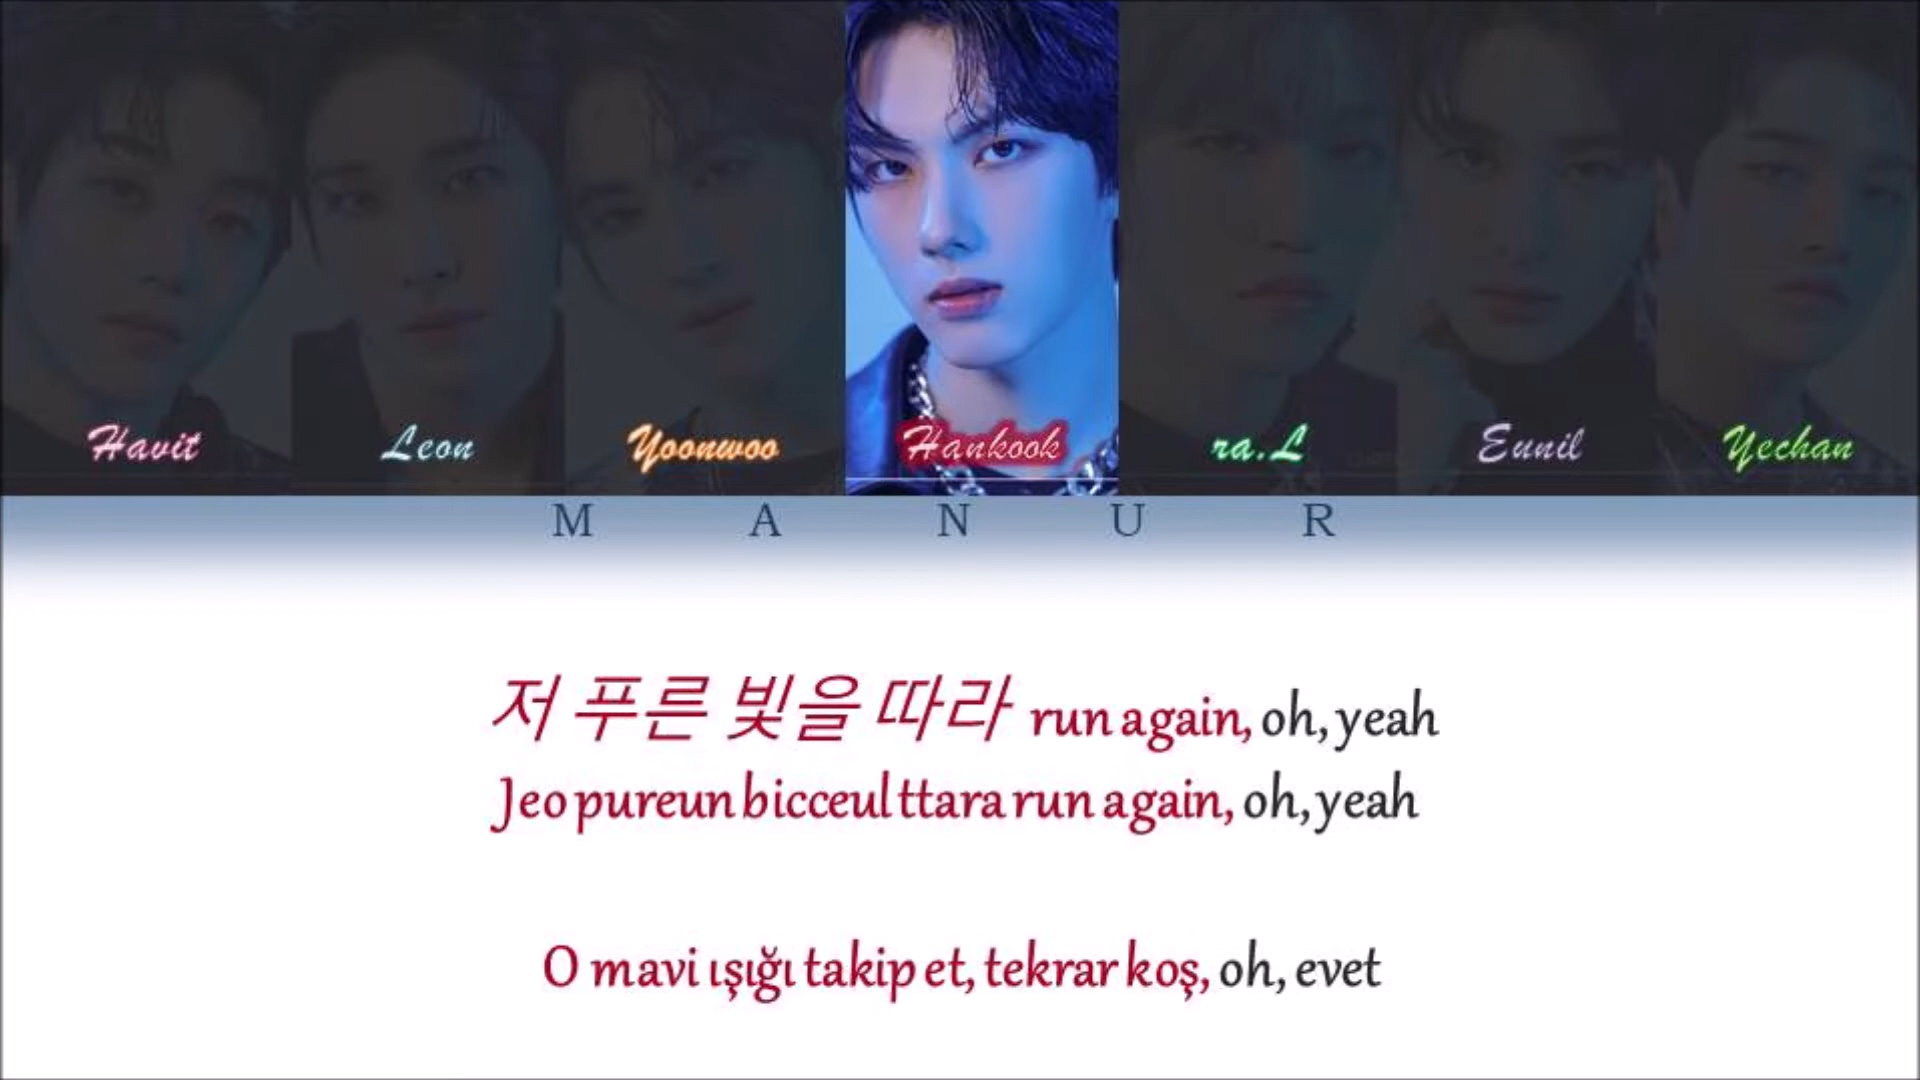 Havit Leon Yoonwoo Hankook ra.L Eunil Yechan
M A N U R
저 푸른 빛을 따라 run again, oh, yeah
Jeo pureun bicceul ttara run again, oh, yeah
O mavi ışığı takip et, tekrar koş, oh, evet